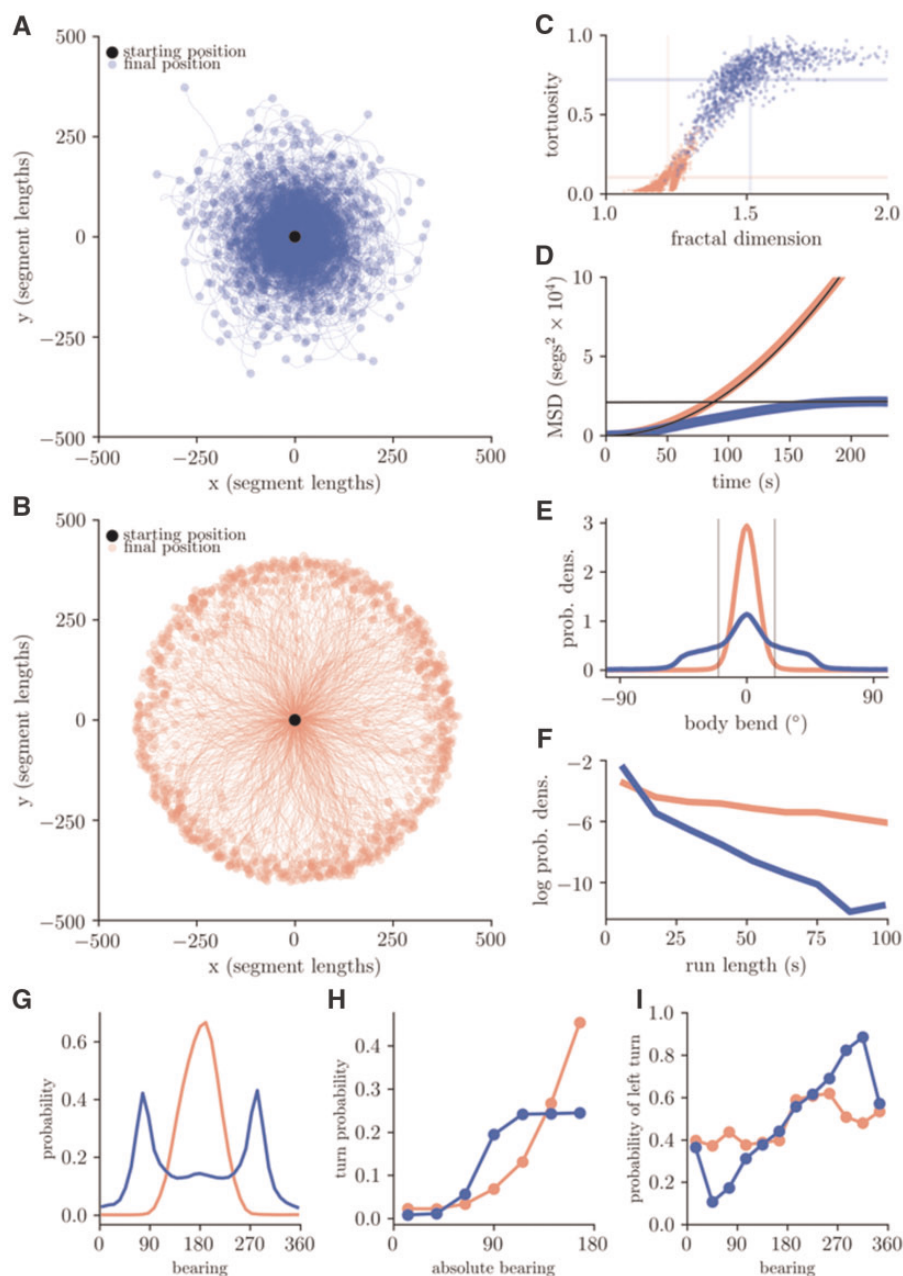 A
500
250
0
−250
−500
−500
−250
0
250
500
starting position
final position
x (segment lengths)
y (segment lengths)
B
500
250
0
−250
−500
−500
−250
0
250
500
starting position
final position
x (segment lengths)
y (segment lengths)
C
1.0
0.5
0.0
1.0
1.5
2.0
tortuosity
fractal dimension
D
10
5
0
0
50
100
150
200
MSD (segs² × 10⁴)
time (s)
E
3
2
1
0
−90
0
90
prob. dens.
body bend (°)
F
−2
−6
−10
0
25
50
75
100
log prob. dens.
run length (s)
G
0.6
0.4
0.2
0.0
0
90
180
270
360
probability
bearing
H
0.4
0.3
0.2
0.1
0.0
0
90
180
turn probability
absolute bearing
I
1.0
0.8
0.6
0.4
0.2
0.0
0
90
180
270
360
probability of left turn
bearing